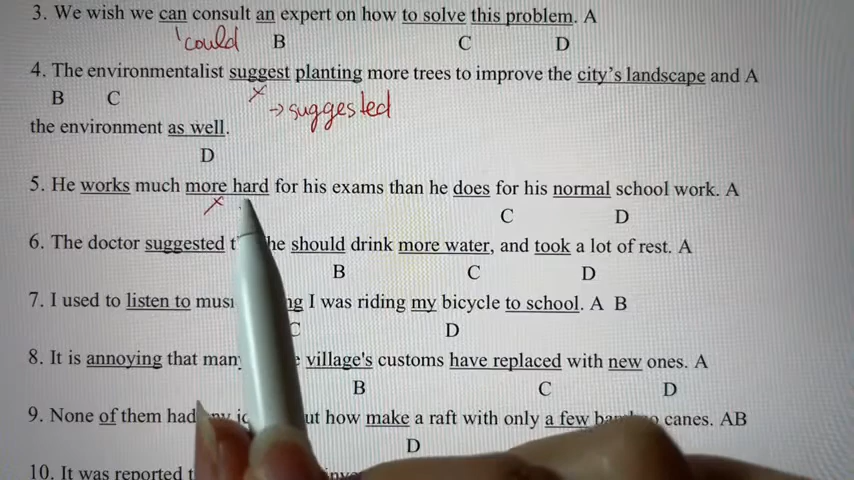 3. We wish we can consult an expert on how to solve this problem. A
could B C D
4. The environmentalist suggest planting more trees to improve the city's landscape and A
B C
x → suggested
the environment as well.
D
5. He works much more hard for his exams than he does for his normal school work. A
x C D
6. The doctor suggested he should drink more water, and took a lot of rest. A
B C D
7. I used to listen to I was riding my bicycle to school. A B
C D
8. It is annoying that village's customs have replaced with new ones. A
B C D
9. None of them had how make a raft with only a few canes. AB
D
10. It was reported